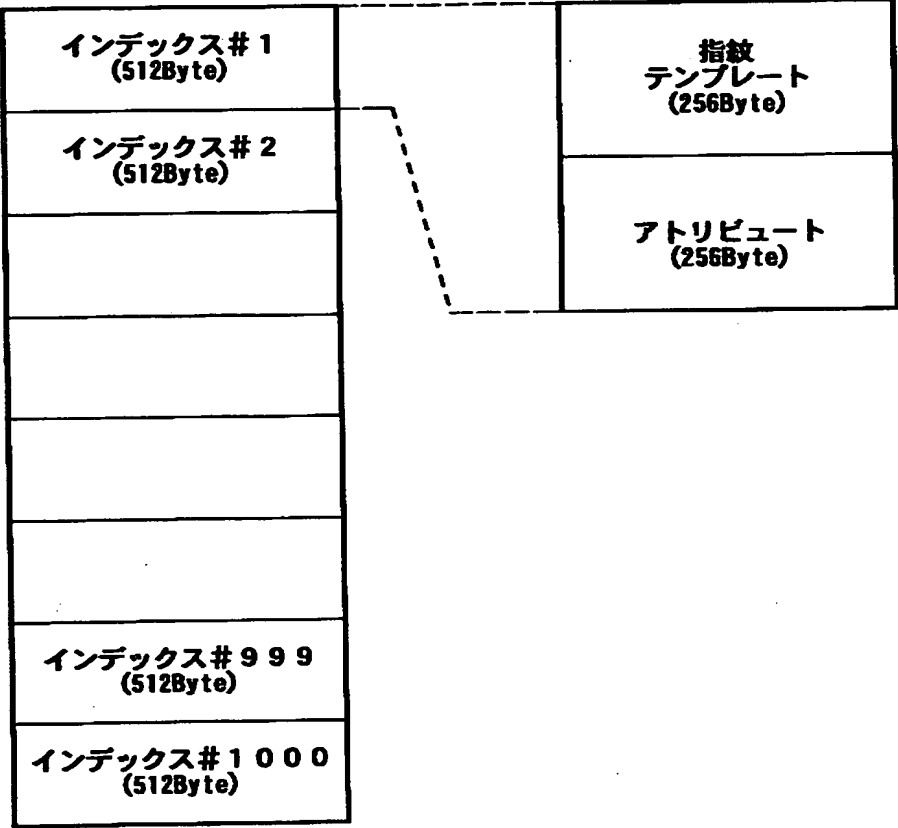 インデックス＃１
(512Byte)
インデックス＃２
(512Byte)
インデックス＃９９９
(512Byte)
インデックス＃１０００
(512Byte)
指紋
テンプレート
(256Byte)
アトリビュート
(256Byte)